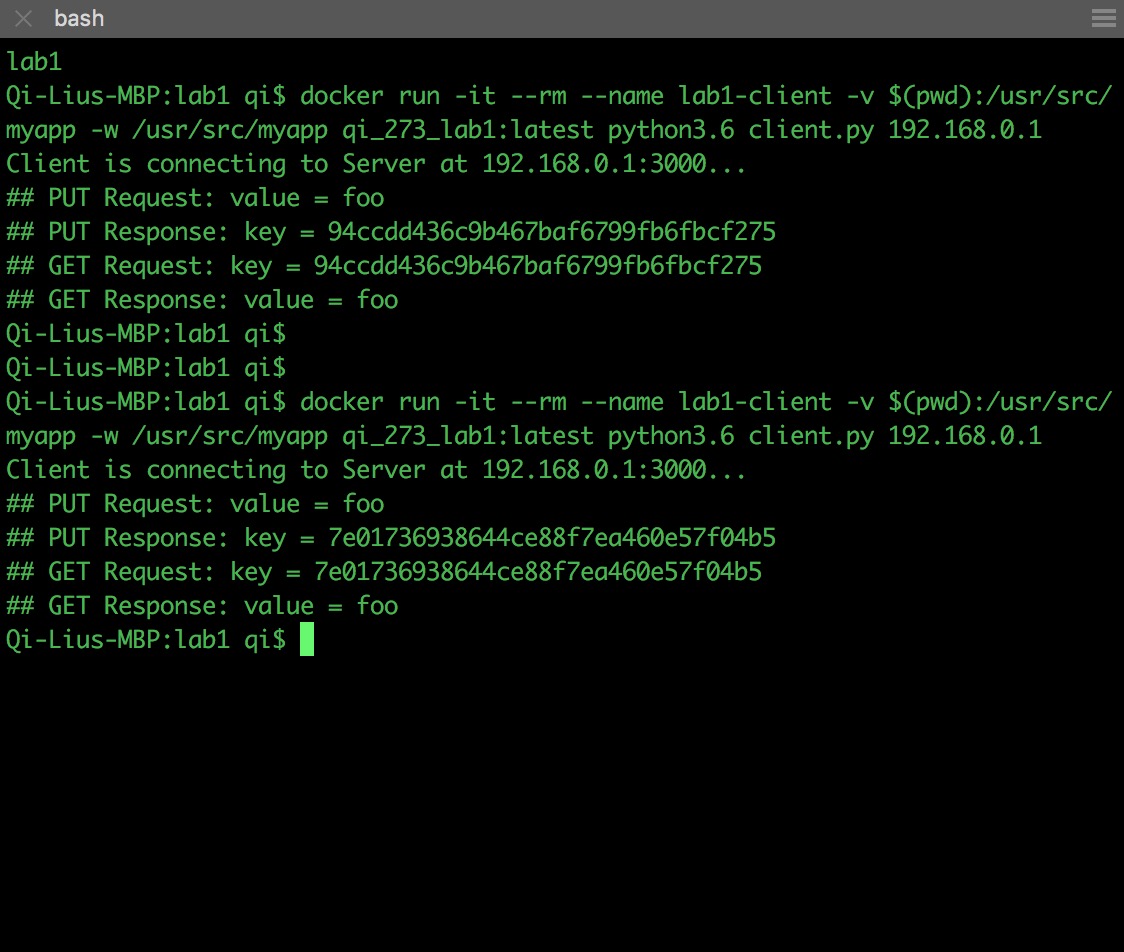 bash
lab1
Qi-Lius-MBP:lab1 qi$ docker run -it --rm --name lab1-client -v $(pwd):/usr/src/
myapp -w /usr/src/myapp qi_273_lab1:latest python3.6 client.py 192.168.0.1
Client is connecting to Server at 192.168.0.1:3000...
## PUT Request: value = foo
## PUT Response: key = 94ccdd436c9b467baf6799fb6fbcf275
## GET Request: key = 94ccdd436c9b467baf6799fb6fbcf275
## GET Response: value = foo
Qi-Lius-MBP:lab1 qi$
Qi-Lius-MBP:lab1 qi$
Qi-Lius-MBP:lab1 qi$ docker run -it --rm --name lab1-client -v $(pwd):/usr/src/
myapp -w /usr/src/myapp qi_273_lab1:latest python3.6 client.py 192.168.0.1
Client is connecting to Server at 192.168.0.1:3000...
## PUT Request: value = foo
## PUT Response: key = 7e01736938644ce88f7ea460e57f04b5
## GET Request: key = 7e01736938644ce88f7ea460e57f04b5
## GET Response: value = foo
Qi-Lius-MBP:lab1 qi$